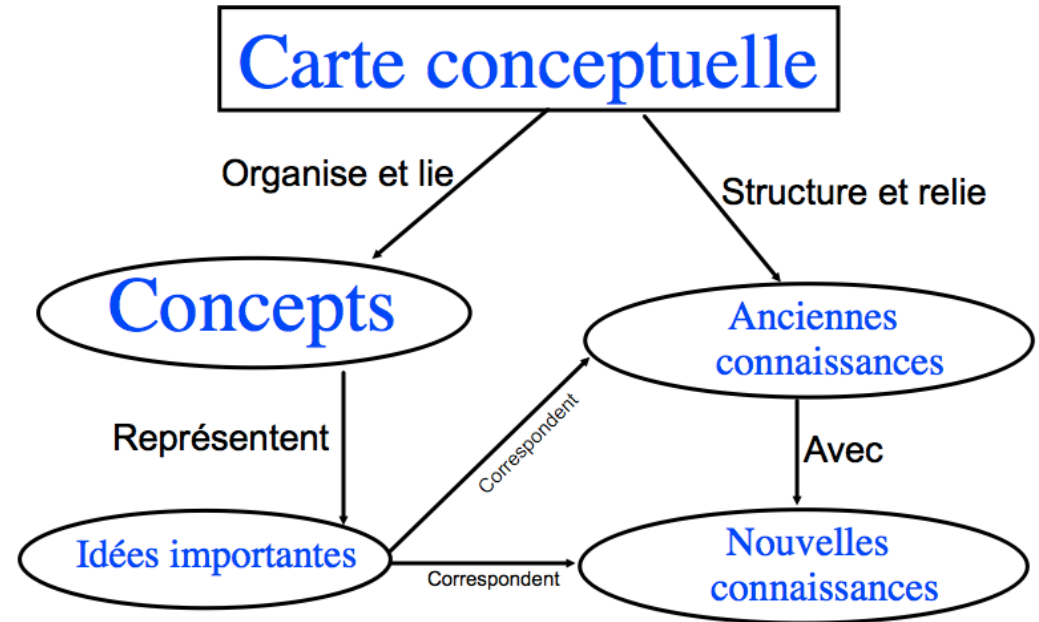 Carte conceptuelle
Organise et lie
Structure et relie
Concepts
Anciennes
connaissances
Représentent
Correspondent
Avec
Idées importantes
Correspondent
Nouvelles
connaissances